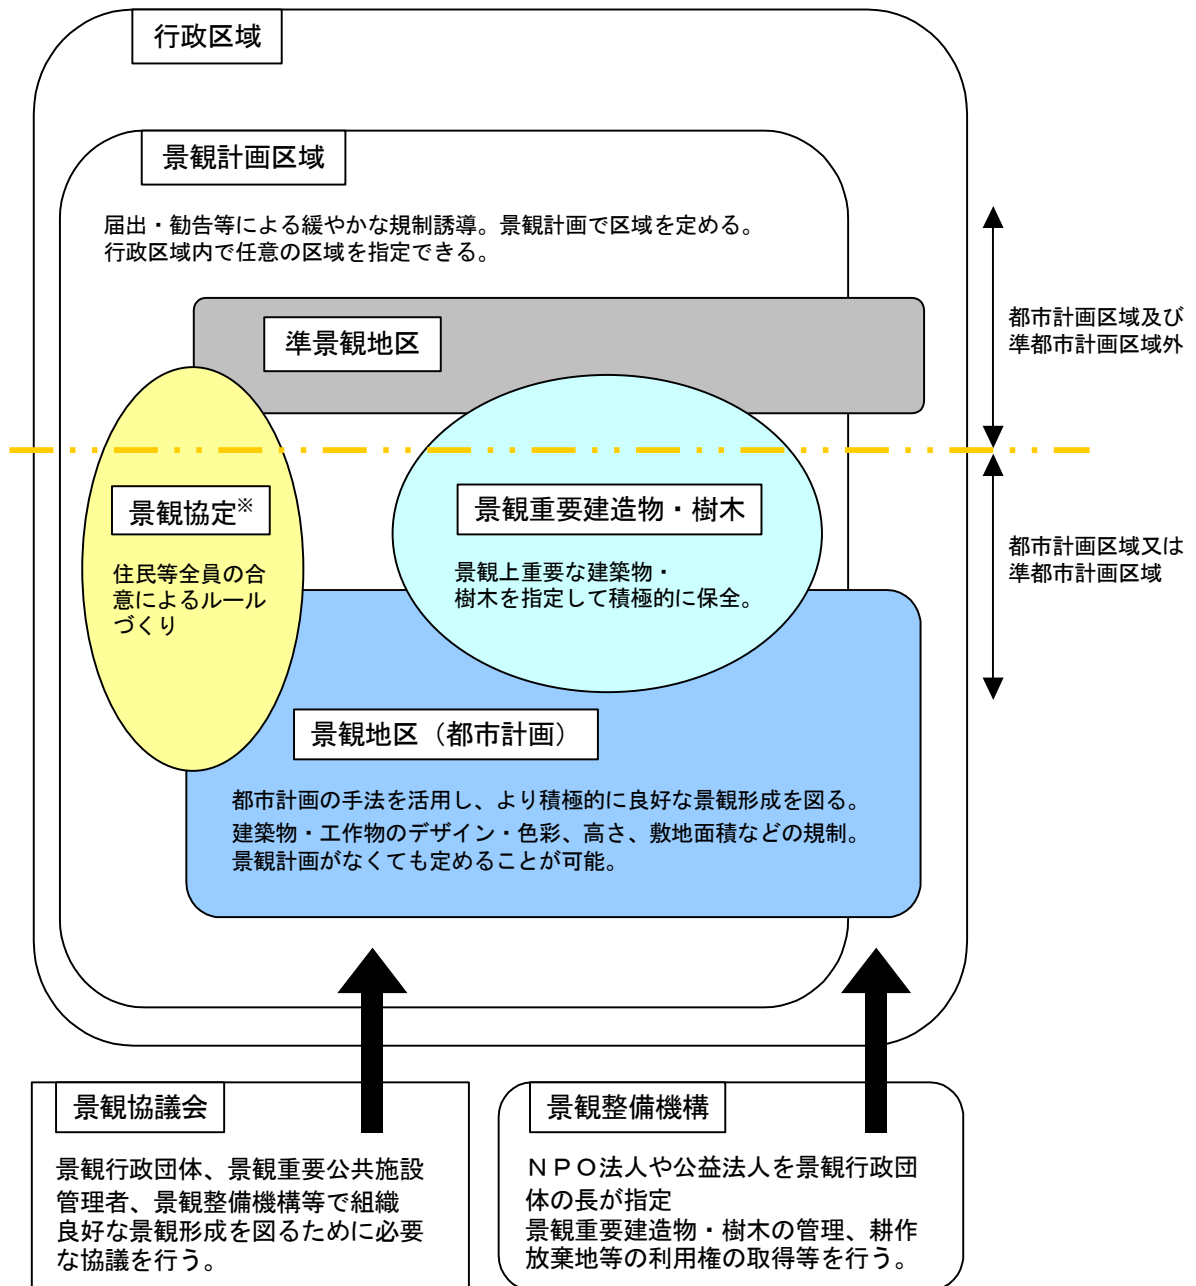 行政区域
景観計画区域
届出・勧告等による緩やかな規制誘導。景観計画で区域を定める。
行政区域内で任意の区域を指定できる。
準景観地区
都市計画区域及び
準都市計画区域外
景観協定※
住民等全員の合
意によるルール
づくり
景観重要建造物・樹木
景観上重要な建築物・
樹木を指定して積極的に保全。
都市計画区域又は
準都市計画区域
景観地区（都市計画）
都市計画の手法を活用し、より積極的に良好な景観形成を図る。
建築物・工作物のデザイン・色彩、高さ、敷地面積などの規制。
景観計画がなくても定めることが可能。
景観協議会
景観行政団体、景観重要公共施設
管理者、景観整備機構等で組織
良好な景観形成を図るために必要
な協議を行う。
景観整備機構
ＮＰＯ法人や公益法人を景観行政団
体の長が指定
景観重要建造物・樹木の管理、耕作
放棄地等の利用権の取得等を行う。